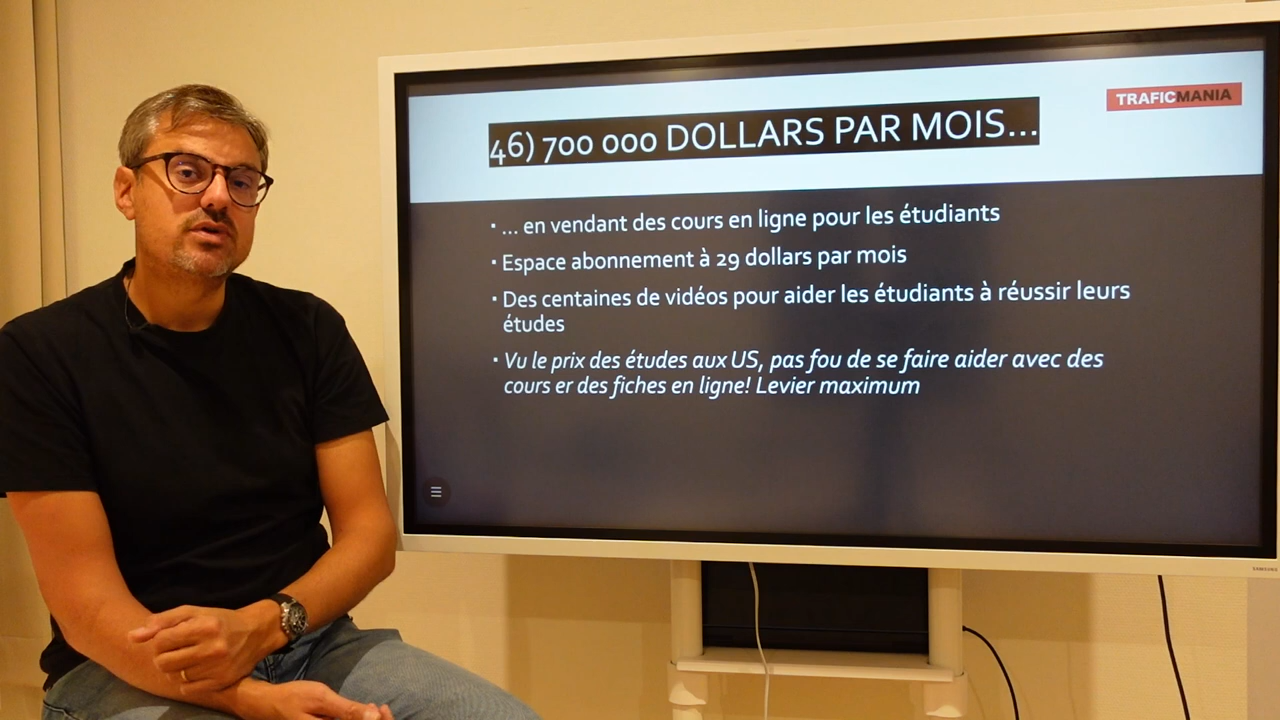 TRAFICMANIA
46) 700 000 DOLLARS PAR MOIS...
▪ ... en vendant des cours en ligne pour les étudiants
▪ Espace abonnement à 29 dollars par mois
▪ Des centaines de vidéos pour aider les étudiants à réussir leurs
études
▪ Vu le prix des études aux US, pas fou de se faire aider avec des
cours er des fiches en ligne! Levier maximum
SAMSUNG